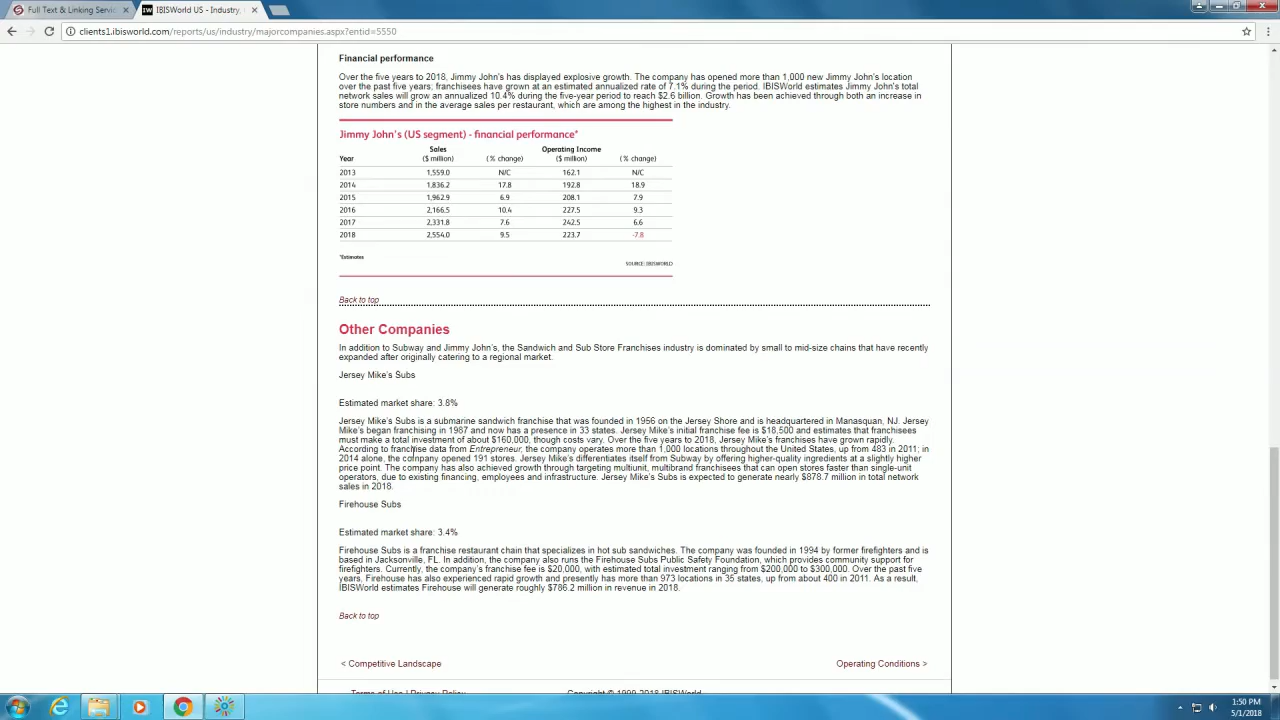 Full Text & Linking Servic
IBISWorld US - Industry,
clients1.ibisworld.com/reports/us/industry/majorcompanies.aspx?entid=5550
Financial performance
Over the five years to 2018, Jimmy John's has displayed explosive growth. The company has opened more than 1,000 new Jimmy John's location
over the past five years; franchisees have grown at an estimated annualized rate of 7.1% during the period. IBISWorld estimates Jimmy John's total
network sales will grow an annualized 10.4% during the five-year period to reach $2.6 billion. Growth has been achieved through both an increase in
store numbers and in the average sales per restaurant, which are among the highest in the industry.
Jimmy John's (US segment) - financial performance*
Sales Operating Income
Year ($ million) (% change) ($ million) (% change)
2013 1,559.0 N/C 162.1 N/C
2014 1,836.2 17.8 192.8 18.9
2015 1,962.9 6.9 208.1 7.9
2016 2,166.5 10.4 227.5 9.3
2017 2,331.8 7.6 242.5 6.6
2018 2,554.0 9.5 223.7 -7.8
*Estimates
SOURCE: IBISWORLD
Back to top
Other Companies
In addition to Subway and Jimmy John's, the Sandwich and Sub Store Franchises industry is dominated by small to mid-size chains that have recently
expanded after originally catering to a regional market.
Jersey Mike's Subs
Estimated market share: 3.8%
Jersey Mike's Subs is a submarine sandwich franchise that was founded in 1956 on the Jersey Shore and is headquartered in Manasquan, NJ. Jersey
Mike's began franchising in 1987 and now has a presence in 33 states. Jersey Mike's initial franchise fee is $18,500 and estimates that franchisees
must make a total investment of about $160,000, though costs vary. Over the five years to 2018, Jersey Mike's franchises have grown rapidly.
According to franchise data from Entrepreneur, the company operates more than 1,000 locations throughout the United States, up from 483 in 2011; in
2014 alone, the company opened 191 stores. Jersey Mike's differentiates itself from Subway by offering higher-quality ingredients at a slightly higher
price point. The company has also achieved growth through targeting multiunit, multibrand franchisees that can open stores faster than single-unit
operators, due to existing financing, employees and infrastructure. Jersey Mike's Subs is expected to generate nearly $878.7 million in total network
sales in 2018.
Firehouse Subs
Estimated market share: 3.4%
Firehouse Subs is a franchise restaurant chain that specializes in hot sub sandwiches. The company was founded in 1994 by former firefighters and is
based in Jacksonville, FL. In addition, the company also runs the Firehouse Subs Public Safety Foundation, which provides community support for
firefighters. Currently, the company's franchise fee is $20,000, with estimated total investment ranging from $200,000 to $300,000. Over the past five
years, Firehouse has also experienced rapid growth and presently has more than 973 locations in 35 states, up from about 400 in 2011. As a result,
IBISWorld estimates Firehouse will generate roughly $786.2 million in revenue in 2018.
Back to top
< Competitive Landscape Operating Conditions >
Terms of Use | Privacy Policy Copyright © 1999-2018 IBISWorld
1:50 PM
5/1/2018